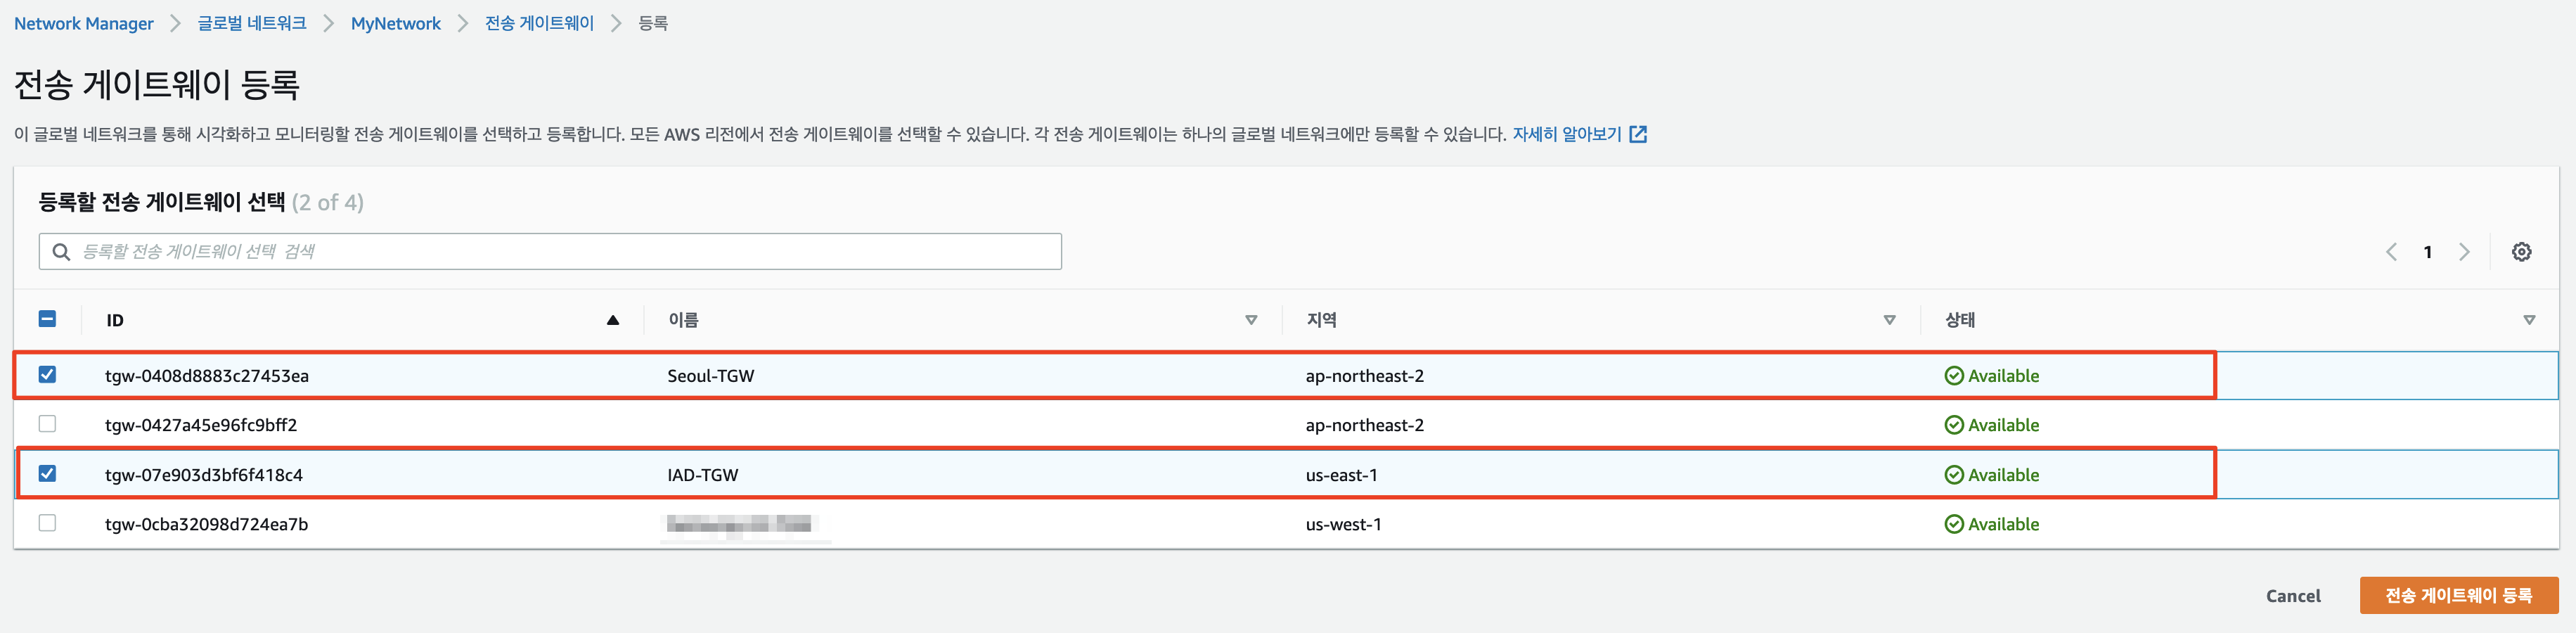 Network Manager > 글로벌 네트워크 > MyNetwork > 전송 게이트웨이 > 등록
전송 게이트웨이 등록
이 글로벌 네트워크를 통해 시각화하고 모니터링할 전송 게이트웨이를 선택하고 등록합니다. 모든 AWS 리전에서 전송 게이트웨이를 선택할 수 있습니다. 각 전송 게이트웨이는 하나의 글로벌 네트워크에만 등록할 수 있습니다. 자세히 알아보기
등록할 전송 게이트웨이 선택 (2 of 4)
등록할 전송 게이트웨이 선택 검색
1
ID 이름 지역 상태
tgw-0408d8883c27453ea Seoul-TGW ap-northeast-2 Available
tgw-0427a45e96fc9bff2 ap-northeast-2 Available
tgw-07e903d3bf6f418c4 IAD-TGW us-east-1 Available
tgw-0cba32098d724ea7b us-west-1 Available
Cancel 전송 게이트웨이 등록